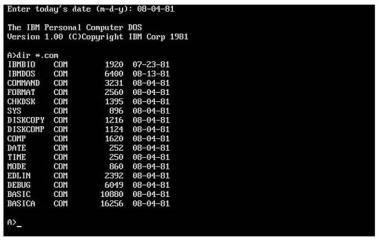 Enter today's date (m-d-y): 08-04-81
The IBM Personal Computer DOS
Version 1.00 (C)Copyright IBM Corp 1981
A>dir *.com
IBMBIO COM 1920 07-23-81
IBMDOS COM 6400 08-13-81
COMMAND COM 3231 08-04-81
FORMAT COM 2560 08-04-81
CHKDSK COM 1395 08-04-81
SYS COM 896 08-04-81
DISKCOPY COM 1216 08-04-81
DISKCOMP COM 1124 08-04-81
COMP COM 1620 08-04-81
DATE COM 252 08-04-81
TIME COM 250 08-04-81
MODE COM 860 08-04-81
EDLIN COM 2392 08-04-81
DEBUG COM 6049 08-04-81
BASIC COM 10880 08-04-81
BASICA COM 16256 08-04-81
A>_